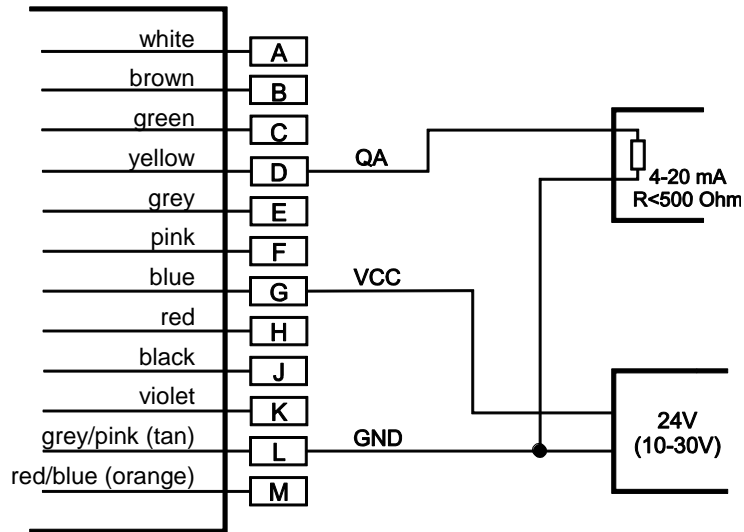 white A
brown B
green C
yellow D QA
grey E
pink F
blue G VCC
red H
black J
violet K
grey/pink (tan) L GND
red/blue (orange) M
4-20 mA
R<500 Ohm
24V
(10-30V)